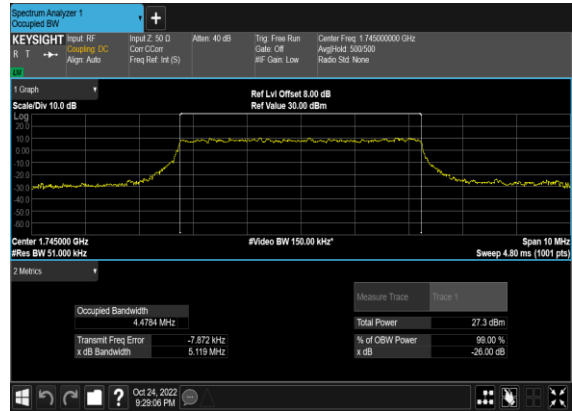 Spectrum Analyzer 1
Occupied BW
+
KEYSIGHT Input: RF Input Z: 50 Ω Atten: 40 dB Trig: Free Run Center Freq: 1.745000000 GHz
R T Coupling: DC Corr CCorr Gate: Off Avg|Hold: 500/500
Align: Auto Freq Ref: Int (S) #IF Gain: Low Radio Std: None
LW
1 Graph
Ref Lvl Offset 8.00 dB
Scale/Div 10.0 dB Ref Value 30.00 dBm
Log
20.0
10.0
0.00
-10.0
-20.0
-30.0
-40.0
-50.0
-60.0
Center 1.745000 GHz #Video BW 150.00 kHz* Span 10 MHz
#Res BW 51.000 kHz Sweep 4.80 ms (1001 pts)
2 Metrics
Measure Trace Trace 1
Occupied Bandwidth
4.4784 MHz Total Power 27.3 dBm
Transmit Freq Error -7.872 kHz % of OBW Power 99.00 %
x dB Bandwidth 5.119 MHz x dB -26.00 dB
? Oct 24, 2022
9:29:06 PM